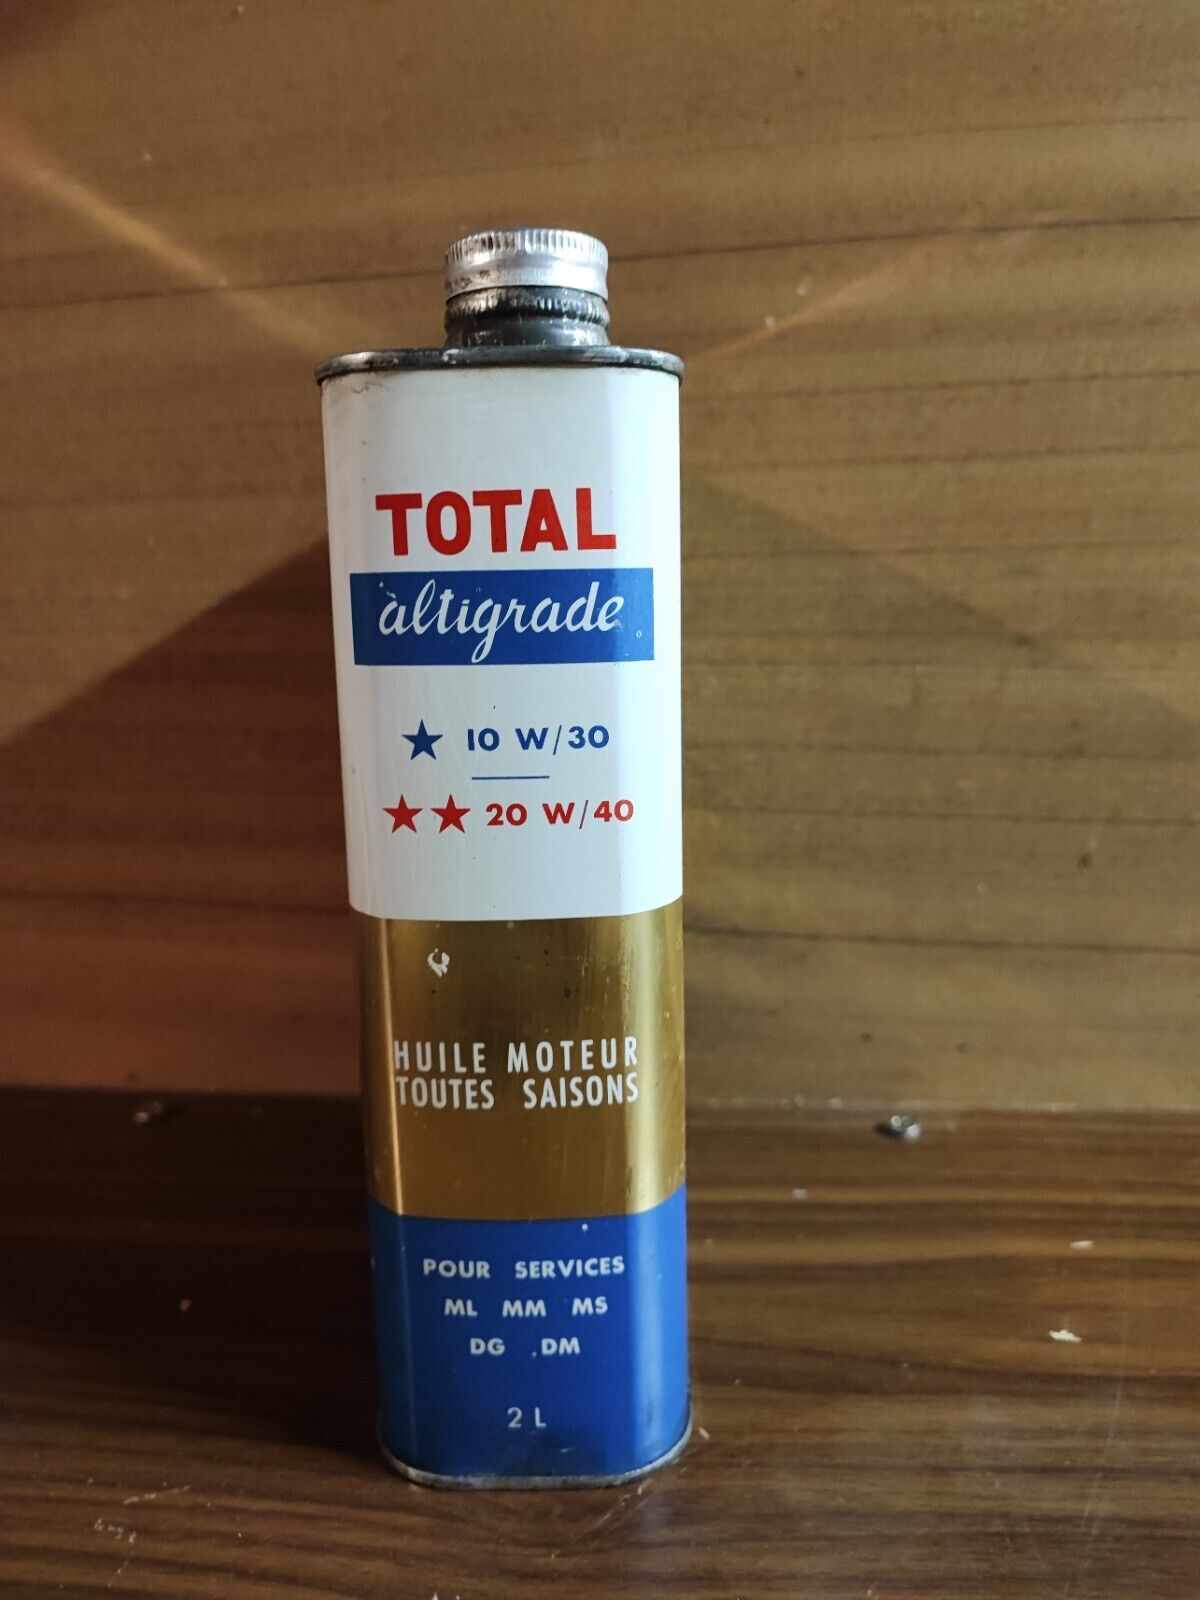 TOTAL
altigrade
★ 10 W/30
★★ 20 W/40
HUILE MOTEUR
TOUTES SAISONS
POUR SERVICES
ML MM MS
DG DM
2 L